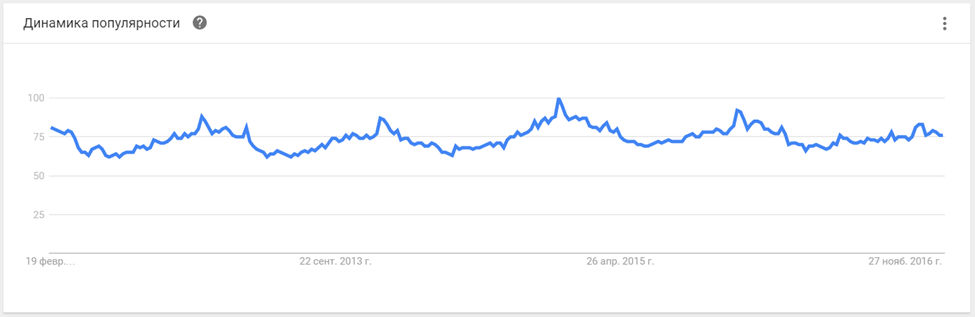 Динамика популярности ?
100
75
50
25
19 февр.…
22 сент. 2013 г.
26 апр. 2015 г.
27 нояб. 2016 г.